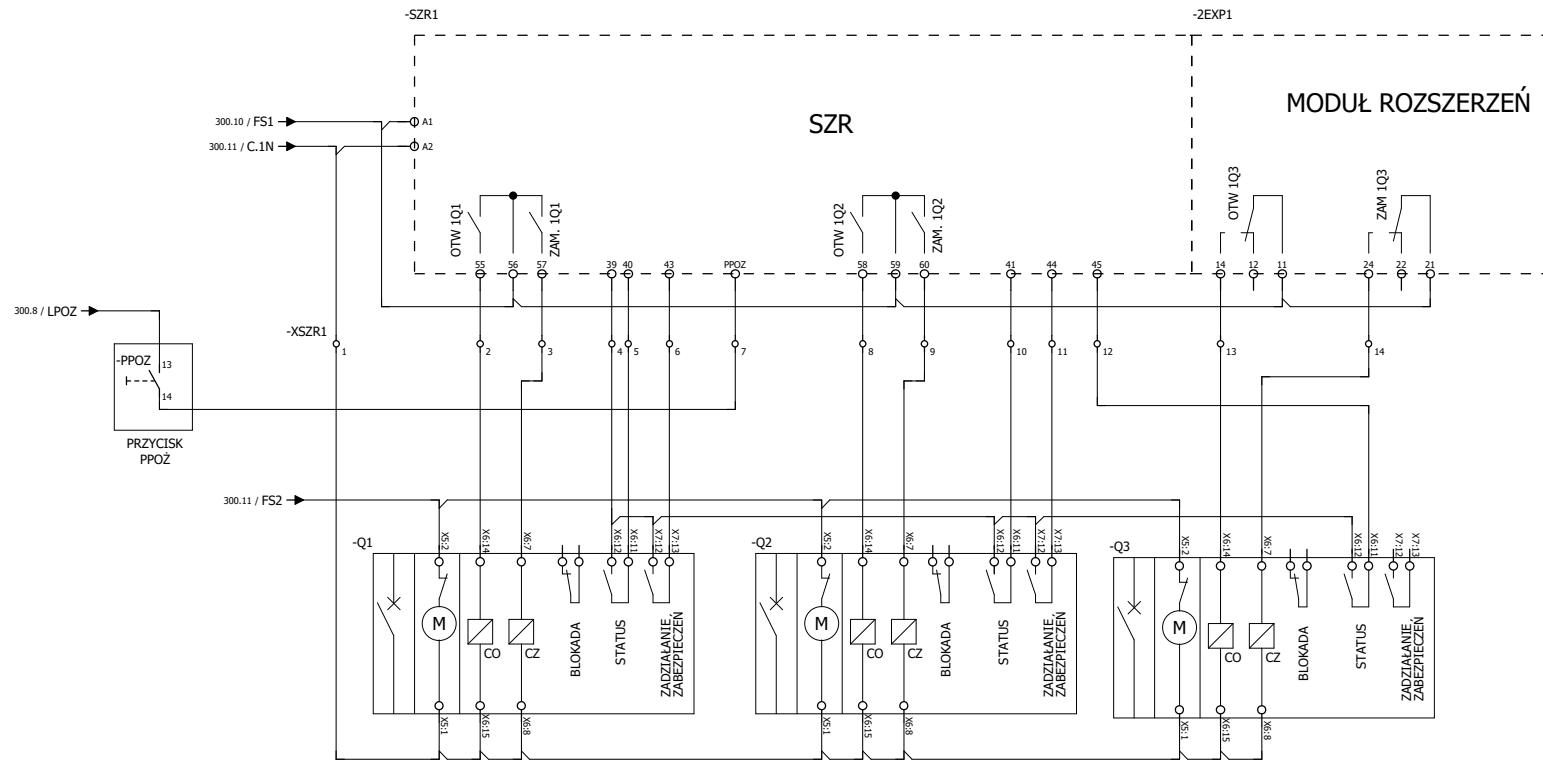 -SZR1
-2EXP1
MODUŁ ROZSZERZEŃ
SZR
300.10 / FS1
A1
300.11 / C.1N
A2
OTW 1Q1
ZAM. 1Q1
OTW 1Q2
ZAM. 1Q2
OTW 1Q3
ZAM 1Q3
55 56 57 39 40 43 PPOZ 58 59 60 41 44 45 14 12 11 24 22 21
300.8 / LPOZ
-XSZR1
1 2 3 4 5 6 7 8 9 10 11 12 13 14
-PPOZ
13
14
PRZYCISK
PPOŻ
300.11 / FS2
-Q1
X5:2 X6:14 X6:7 X6:12 X6:11 X7:12 X7:13
M
CO
CZ
BLOKADA
STATUS
ZADZIAŁANIE,
ZABEZPIECZEŃ
X5:1 X6:15 X6:8
-Q2
X5:2 X6:14 X6:7 X6:12 X6:11 X7:12 X7:13
M
CO
CZ
BLOKADA
STATUS
ZADZIAŁANIE,
ZABEZPIECZEŃ
X5:1 X6:15 X6:8
-Q3
X5:2 X6:14 X6:7 X6:12 X6:11 X7:12 X7:13
M
CO
CZ
BLOKADA
STATUS
ZADZIAŁANIE,
ZABEZPIECZEŃ
X5:1 X6:15 X6:8